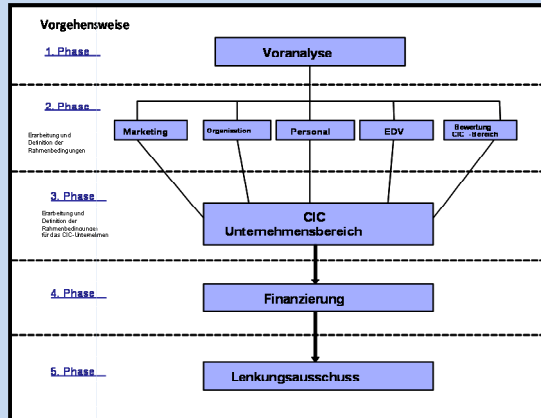 Vorgehensweise
1. Phase
Voranalyse
2. Phase
Erarbeitung und
Definition der
Rahmenbedingungen
Marketing
Organisation
Personal
EDV
Bewertung
CIC -Bereich
3. Phase
Erarbeitung und
Definition der
Rahmenbedingungen
für das CIC-Unternehmen
CIC
Unternehmensbereich
4. Phase
Finanzierung
5. Phase
Lenkungsausschuss